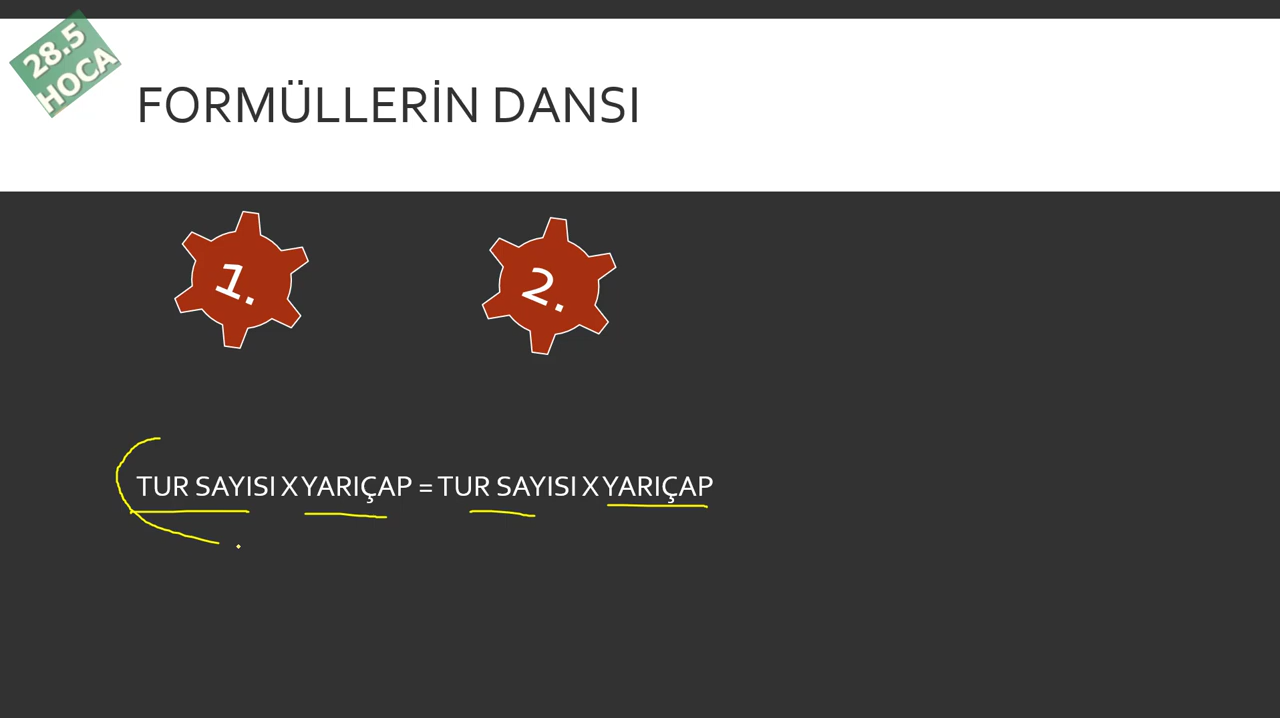 28.5
HOCA
FORMÜLLERİN DANSI
1.
2.
TUR SAYISI X YARIÇAP = TUR SAYISI X YARIÇAP